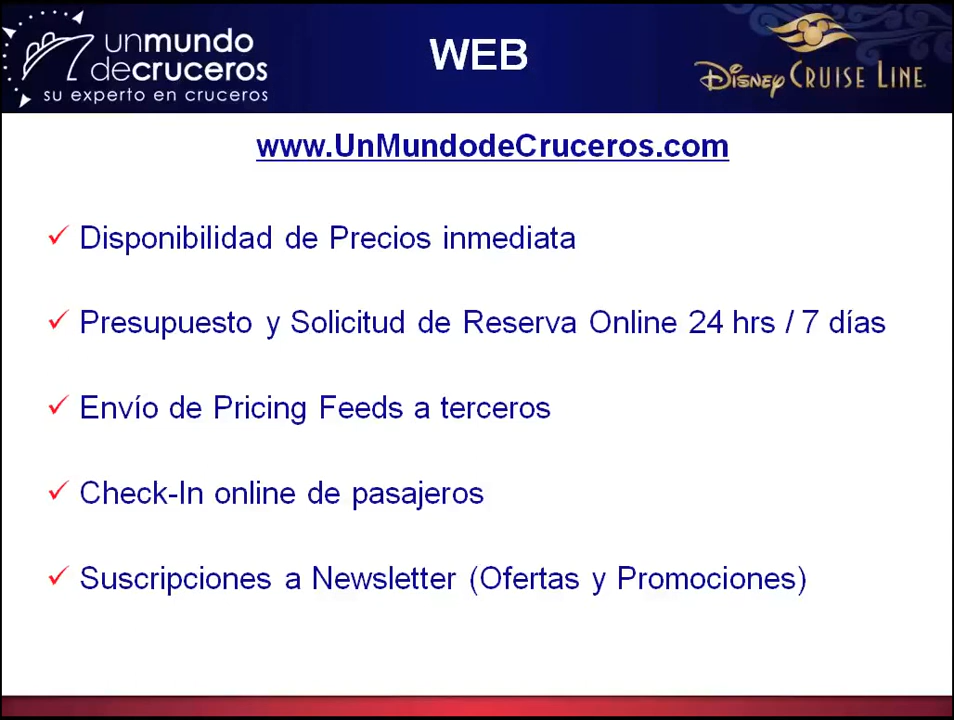 unmundo
decruceros
su experto en cruceros
WEB
Disney Cruise Line.
www.UnMundodeCruceros.com
✓ Disponibilidad de Precios inmediata
✓ Presupuesto y Solicitud de Reserva Online 24 hrs / 7 días
✓ Envío de Pricing Feeds a terceros
✓ Check-In online de pasajeros
✓ Suscripciones a Newsletter (Ofertas y Promociones)